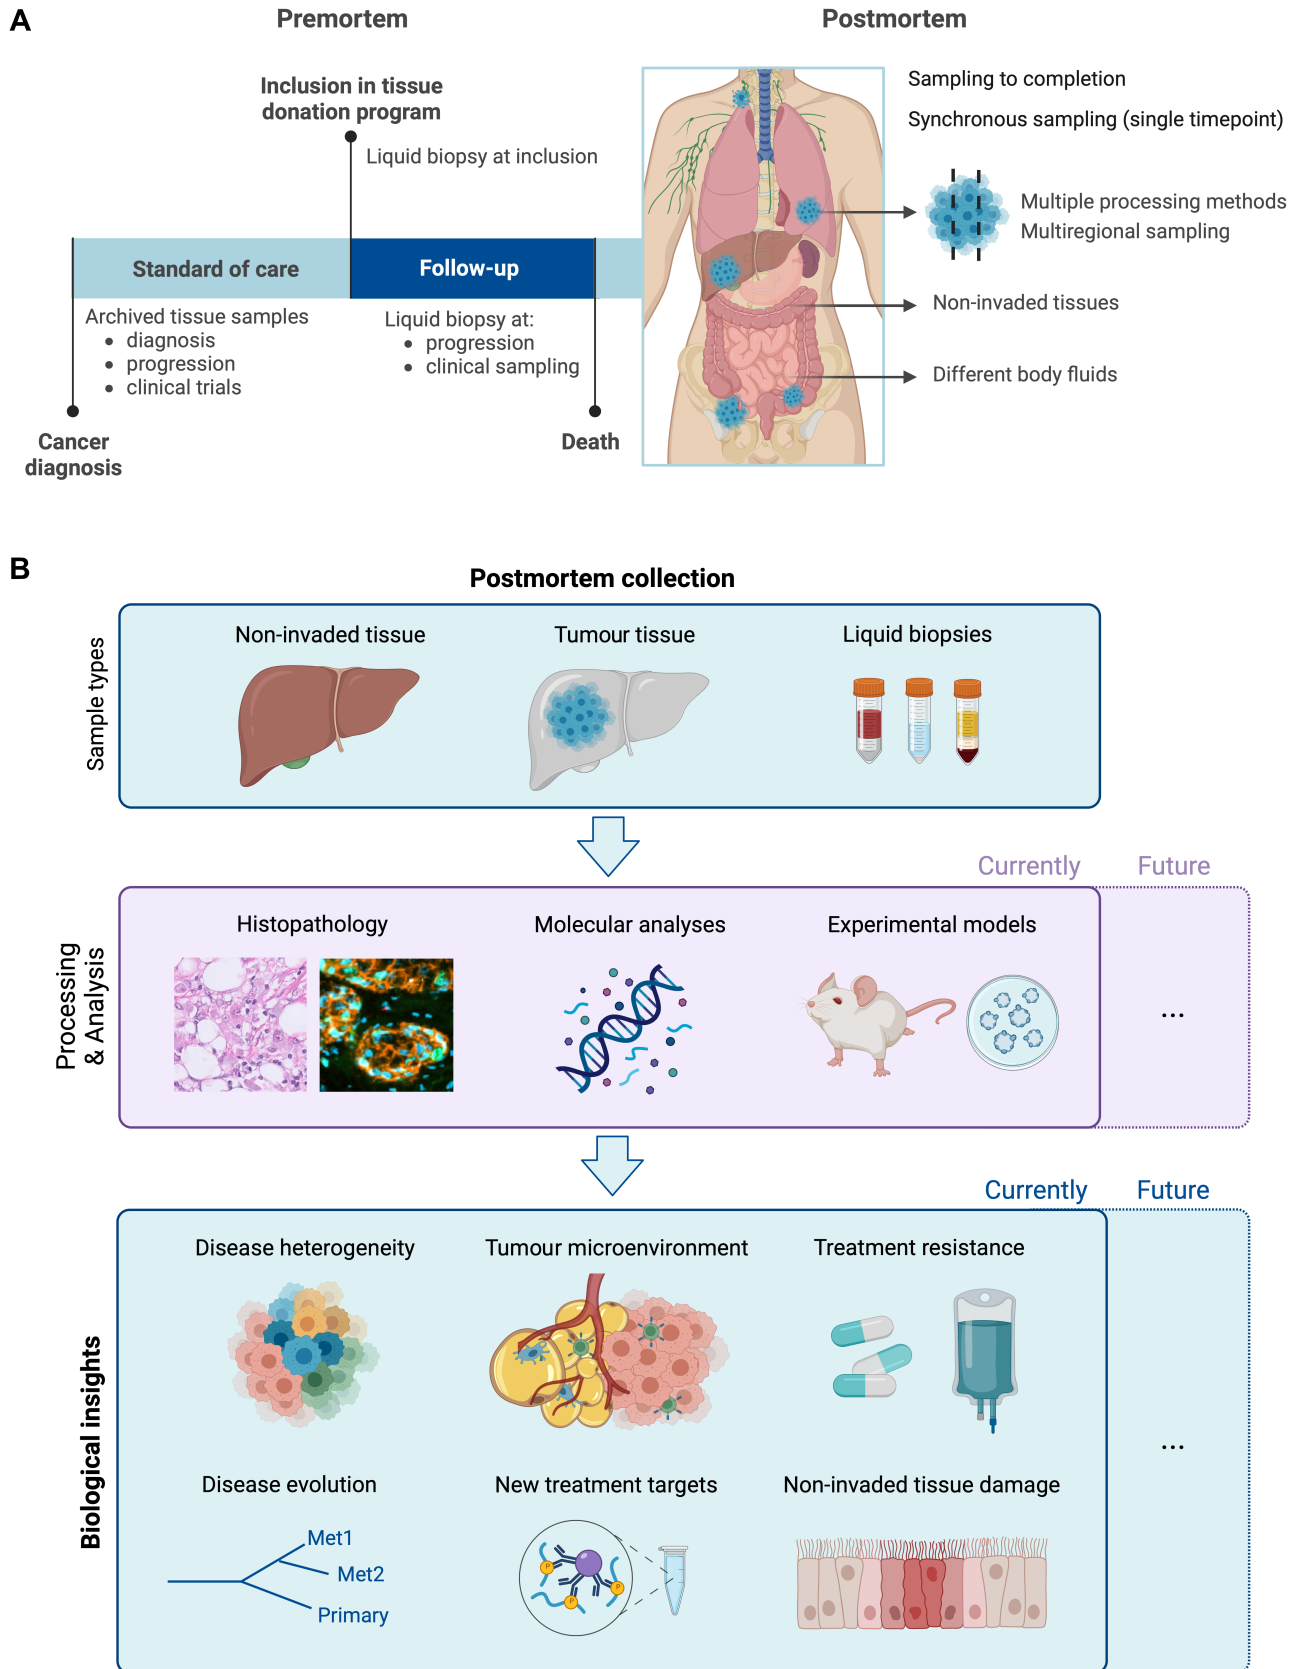 A
Premortem
Postmortem
Inclusion in tissue
donation program
Liquid biopsy at inclusion
Standard of care
Follow-up
Archived tissue samples
• diagnosis
• progression
• clinical trials
Liquid biopsy at:
• progression
• clinical sampling
Cancer
diagnosis
Death
Sampling to completion
Synchronous sampling (single timepoint)
Multiple processing methods
Multiregional sampling
Non-invaded tissues
Different body fluids
B
Postmortem collection
Sample types
Non-invaded tissue
Tumour tissue
Liquid biopsies
Currently
Future
Processing
& Analysis
Histopathology
Molecular analyses
Experimental models
...
Currently
Future
Biological insights
Disease heterogeneity
Tumour microenvironment
Treatment resistance
...
Disease evolution
New treatment targets
Non-invaded tissue damage
Met1
Met2
Primary
P
P
P